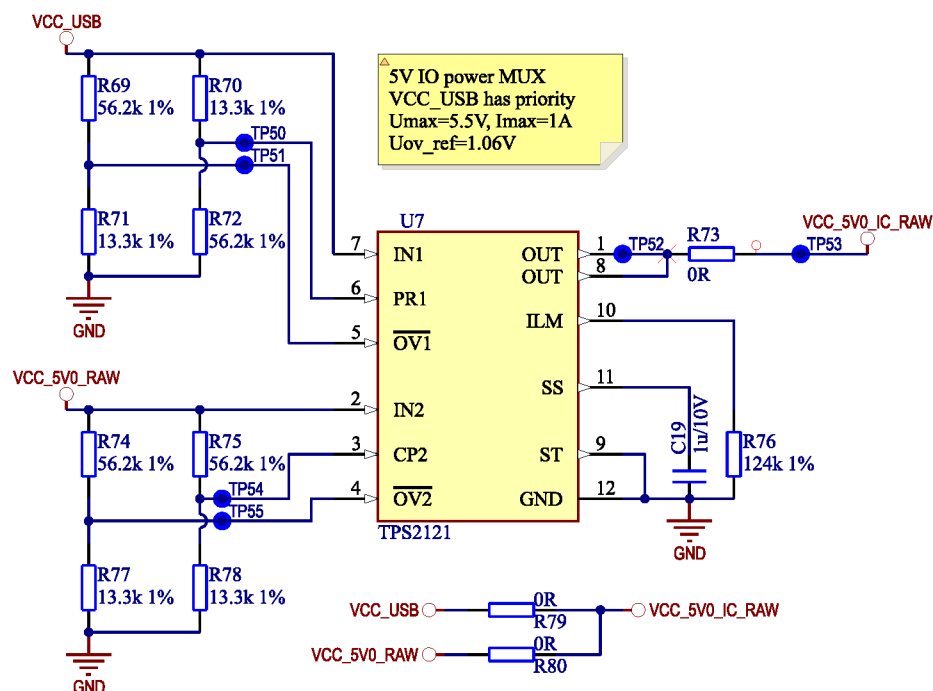 VCC_USB
R69
56.2k 1%
R70
13.3k 1%
TP50
TP51
R71
13.3k 1%
R72
56.2k 1%
GND
5V IO power MUX
VCC_USB has priority
Umax=5.5V, Imax=1A
Uov_ref=1.06V
U7
7
IN1
6
PR1
5
OV1
2
IN2
3
CP2
4
OV2
OUT
1
OUT
8
ILM
10
SS
11
ST
9
GND
12
TPS2121
TP52
R73
0R
TP53
VCC_5V0_IC_RAW
C19
1u/10V
R76
124k 1%
GND
VCC_5V0_RAW
R74
56.2k 1%
R75
56.2k 1%
TP54
TP55
R77
13.3k 1%
R78
13.3k 1%
GND
VCC_USB
0R
R79
VCC_5V0_IC_RAW
VCC_5V0_RAW
0R
R80